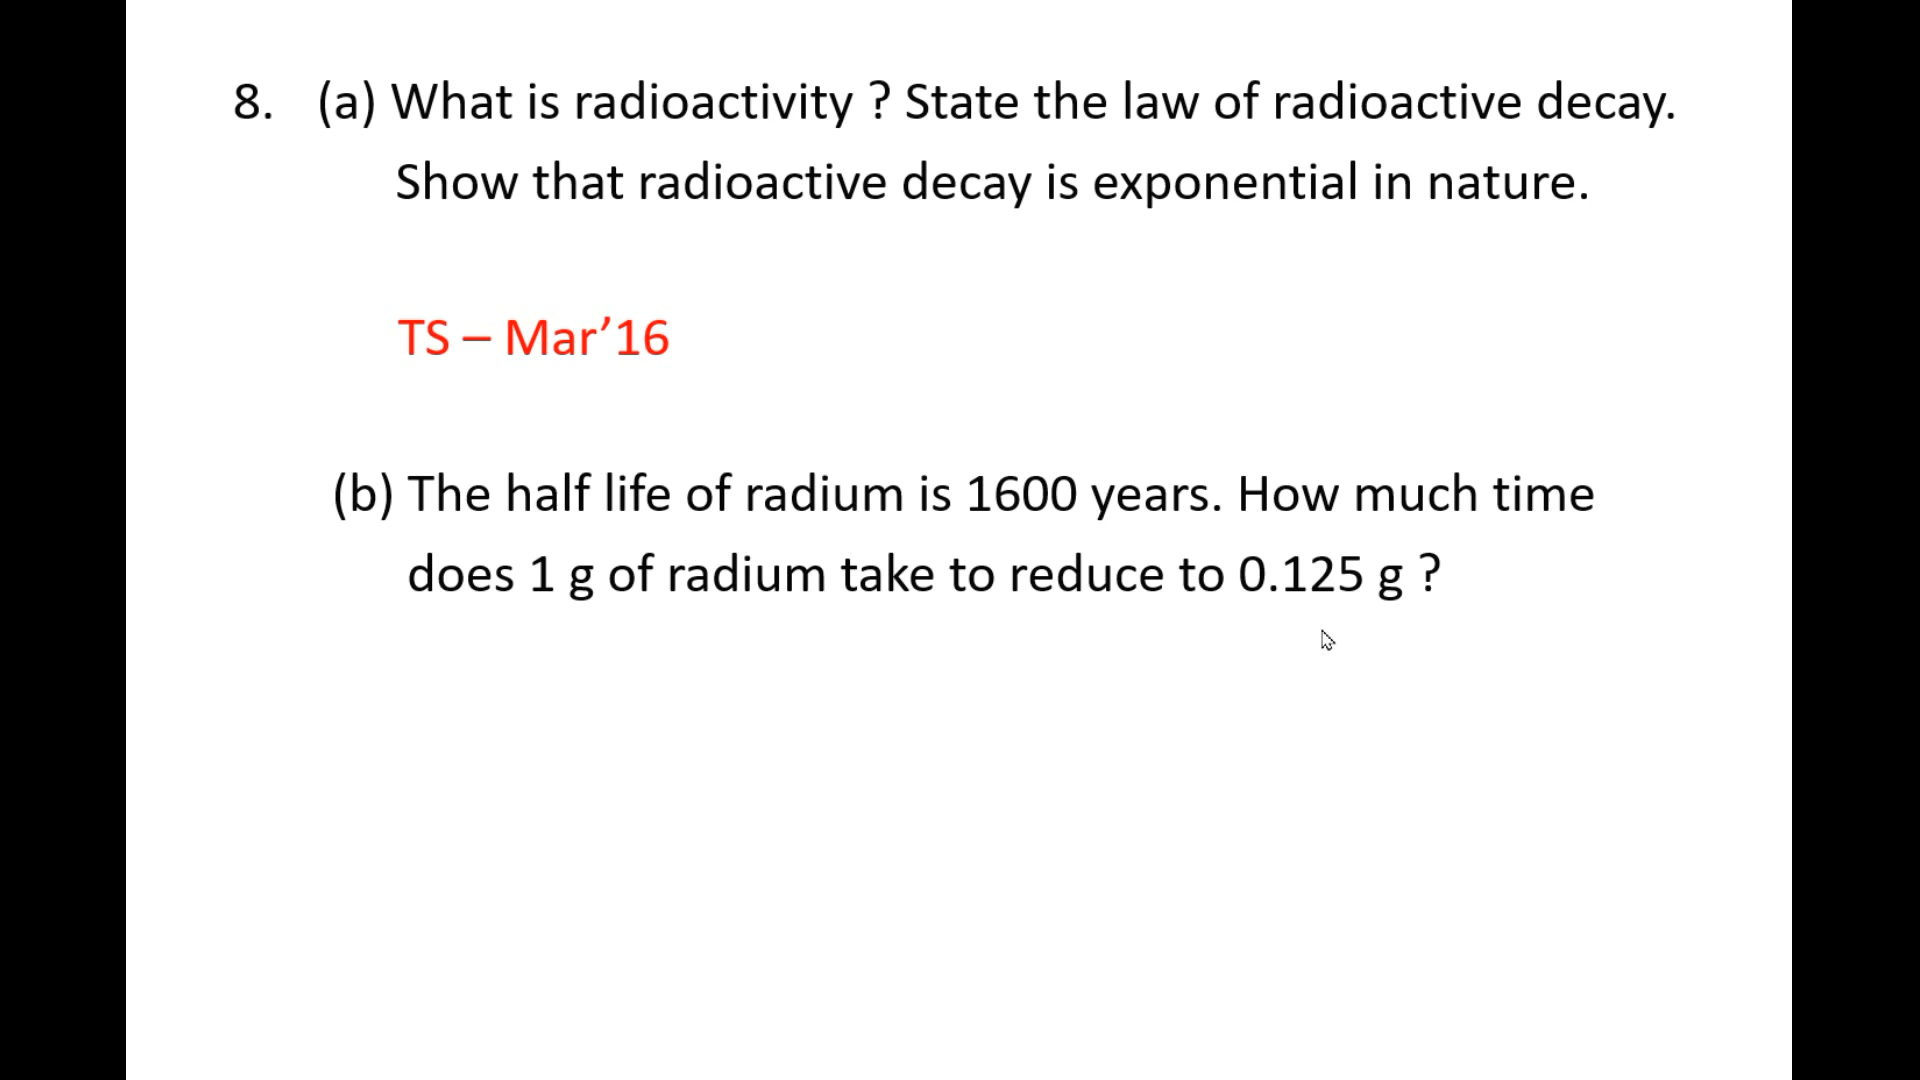 8. (a) What is radioactivity ? State the law of radioactive decay.
Show that radioactive decay is exponential in nature.
TS – Mar’16
(b) The half life of radium is 1600 years. How much time
does 1 g of radium take to reduce to 0.125 g ?